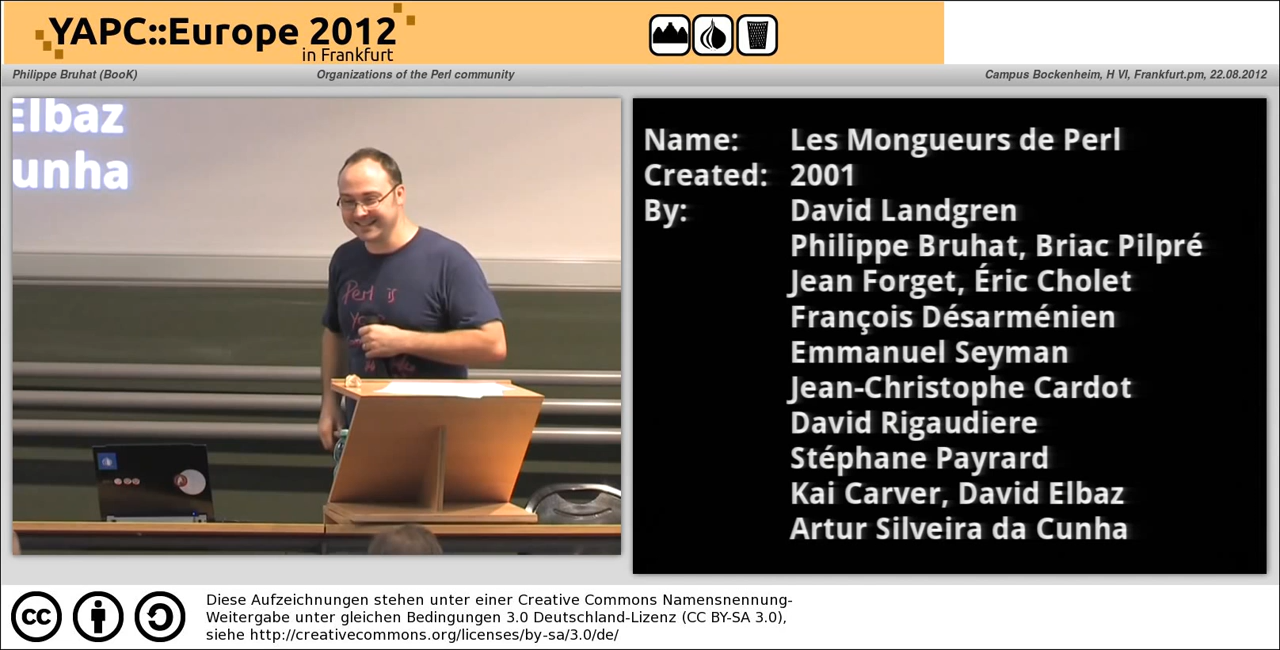 YAPC::Europe 2012
in Frankfurt
Philippe Bruhat (BooK)
Organizations of the Perl community
Campus Bockenheim, H VI, Frankfurt.pm, 22.08.2012
Elbaz
unha
Perl is
Name: Les Mongueurs de Perl
Created: 2001
By: David Landgren
Philippe Bruhat, Briac Pilpré
Jean Forget, Éric Cholet
François Désarménien
Emmanuel Seyman
Jean-Christophe Cardot
David Rigaudiere
Stéphane Payrard
Kai Carver, David Elbaz
Artur Silveira da Cunha
cc
Diese Aufzeichnungen stehen unter einer Creative Commons Namensnennung-
Weitergabe unter gleichen Bedingungen 3.0 Deutschland-Lizenz (CC BY-SA 3.0),
siehe http://creativecommons.org/licenses/by-sa/3.0/de/